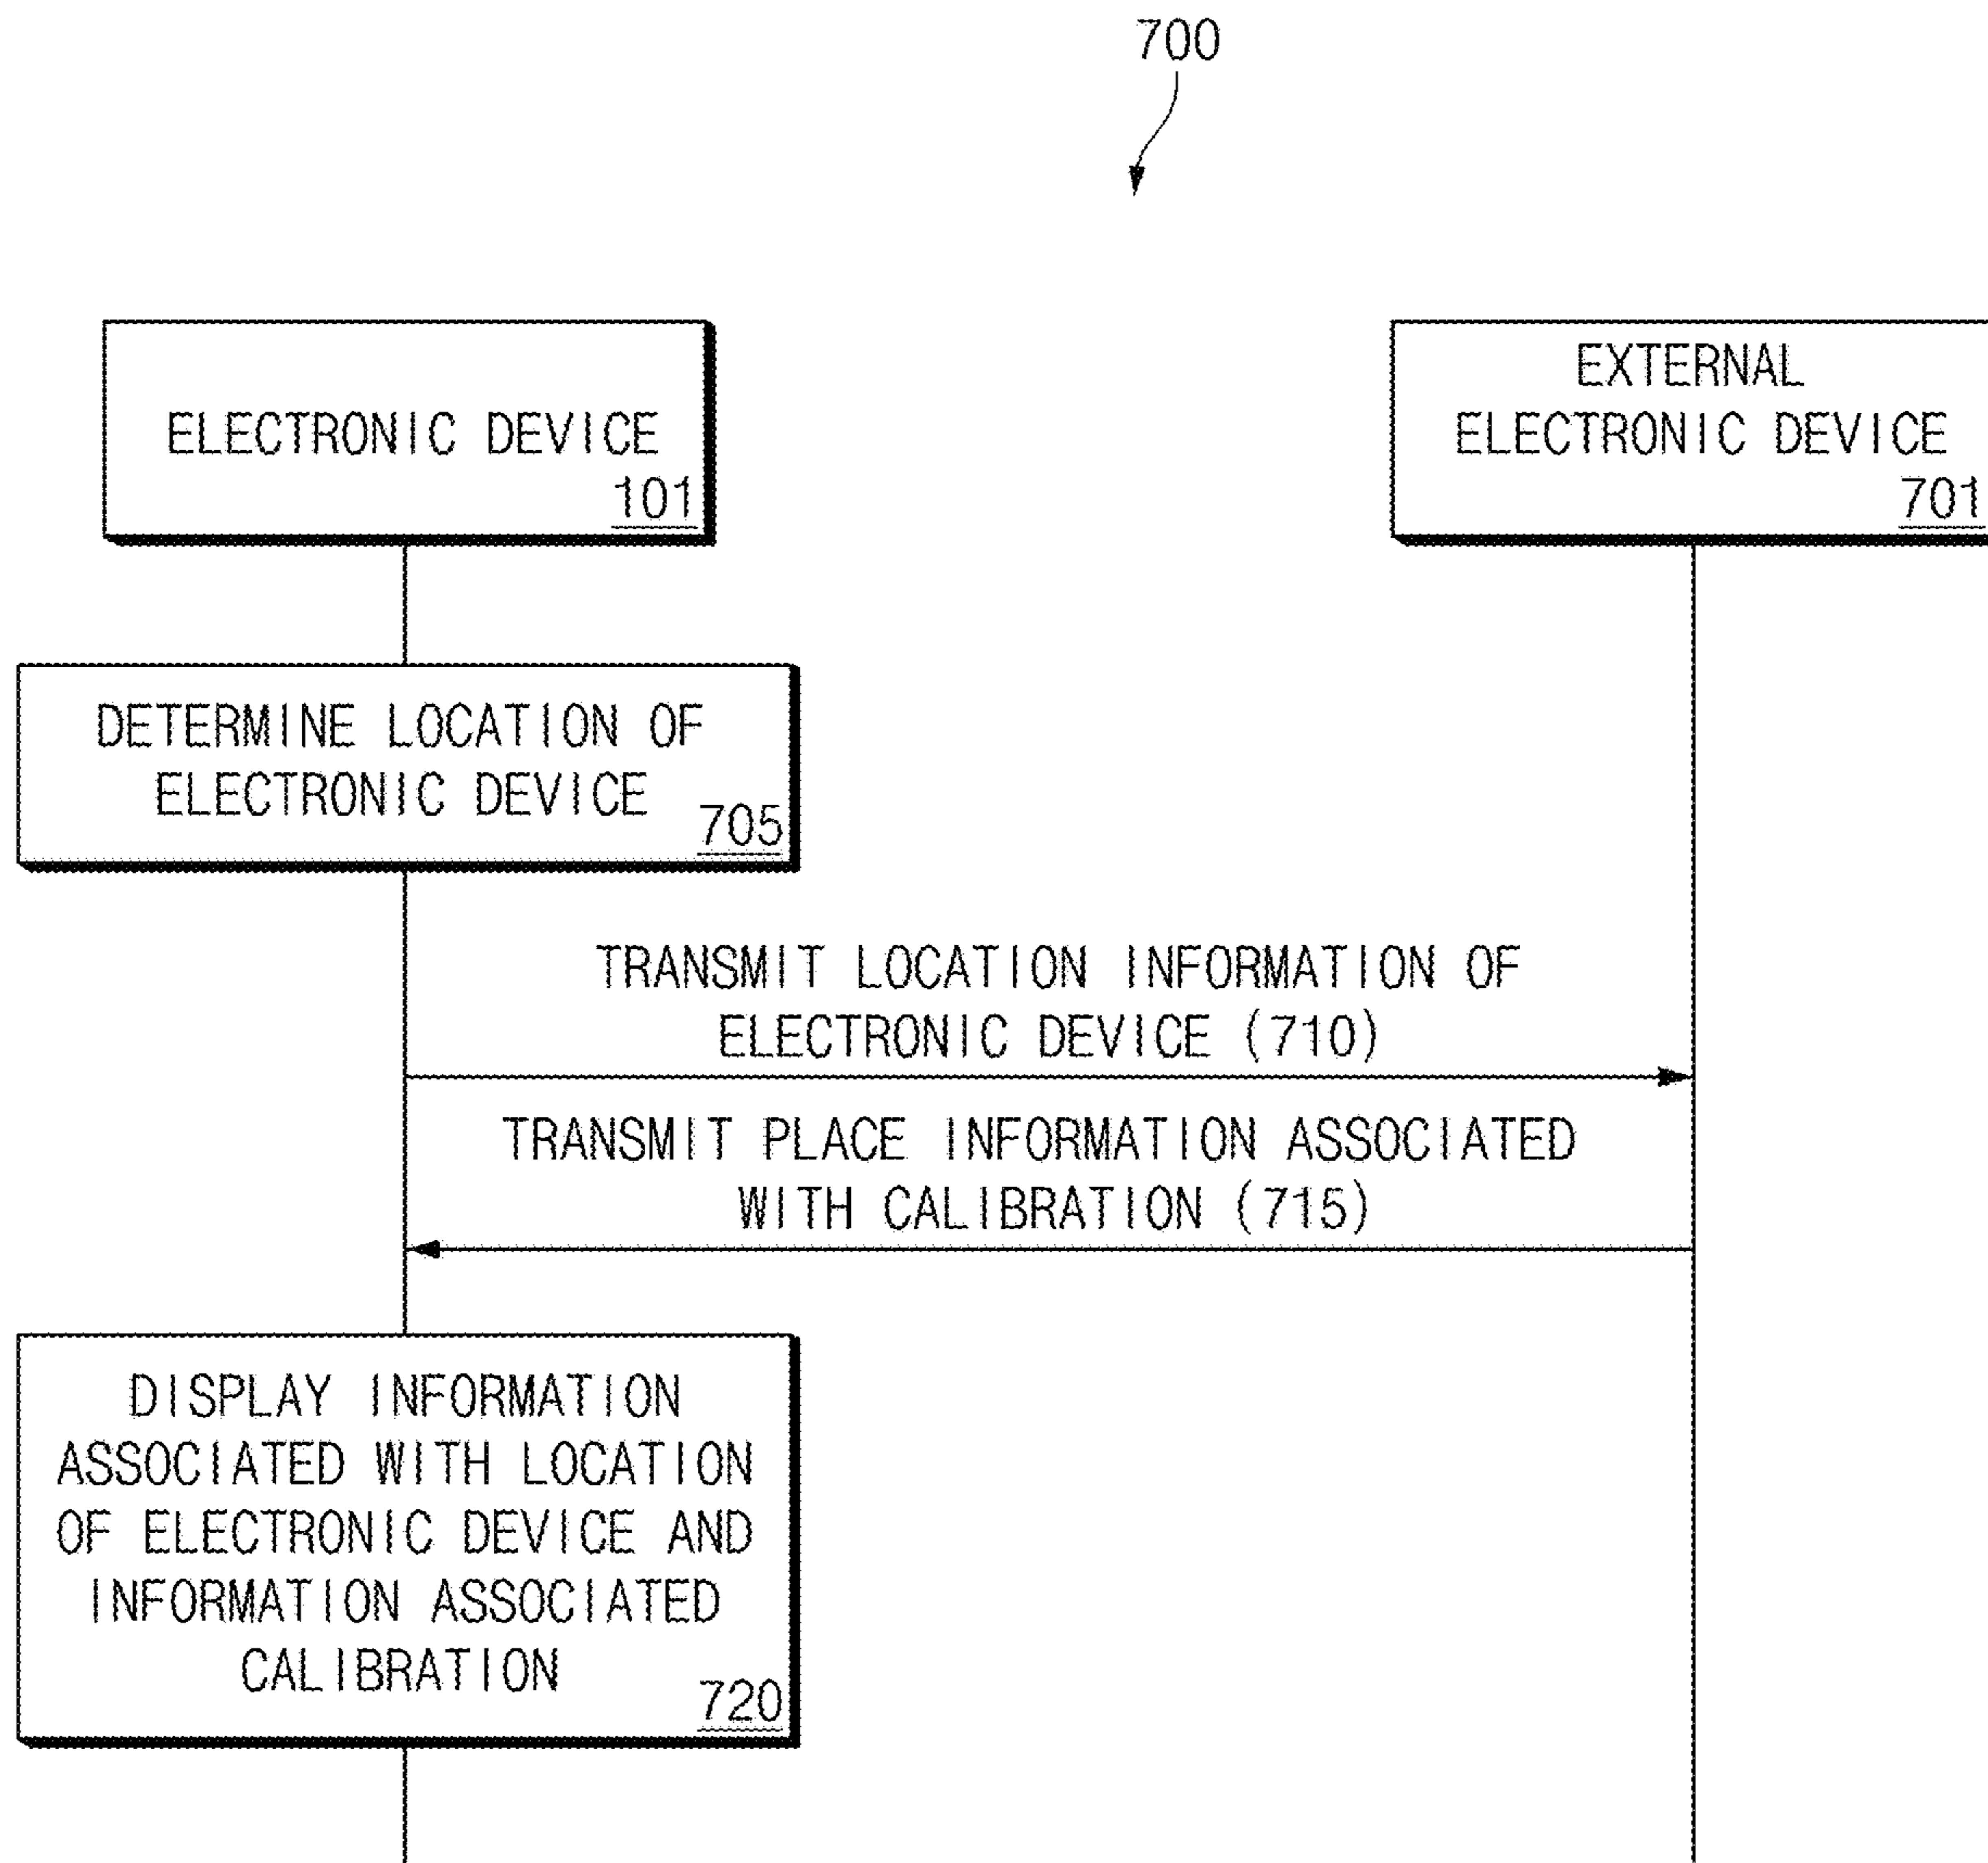 700
ELECTRONIC DEVICE
101
EXTERNAL
ELECTRONIC DEVICE
701
DETERMINE LOCATION OF
ELECTRONIC DEVICE
705
TRANSMIT LOCATION INFORMATION OF
ELECTRONIC DEVICE (710)
TRANSMIT PLACE INFORMATION ASSOCIATED
WITH CALIBRATION (715)
DISPLAY INFORMATION
ASSOCIATED WITH LOCATION
OF ELECTRONIC DEVICE AND
INFORMATION ASSOCIATED
CALIBRATION
720